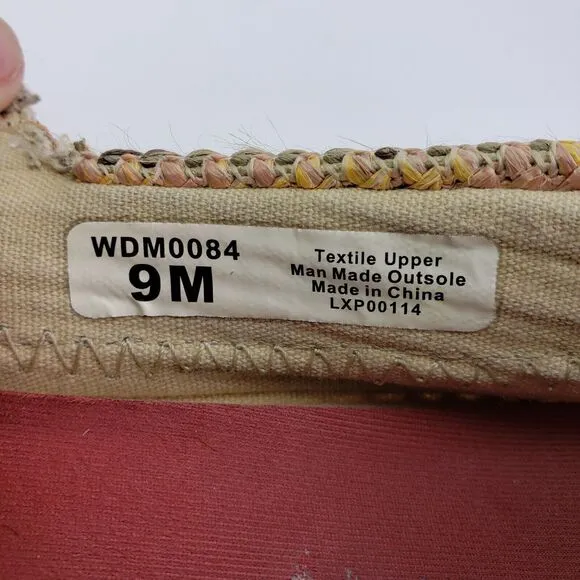 WDM0084
9M
Textile Upper
Man Made Outsole
Made in China
LXP00114